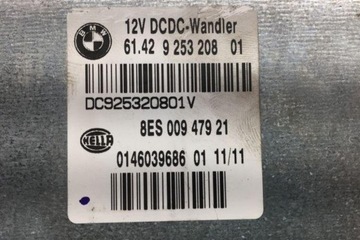 BMW
12V DCDC-Wandler
61.42 9 253 208 01
DC925320801V
HELLA
8ES 009 479 21
0146039686 01 11/11